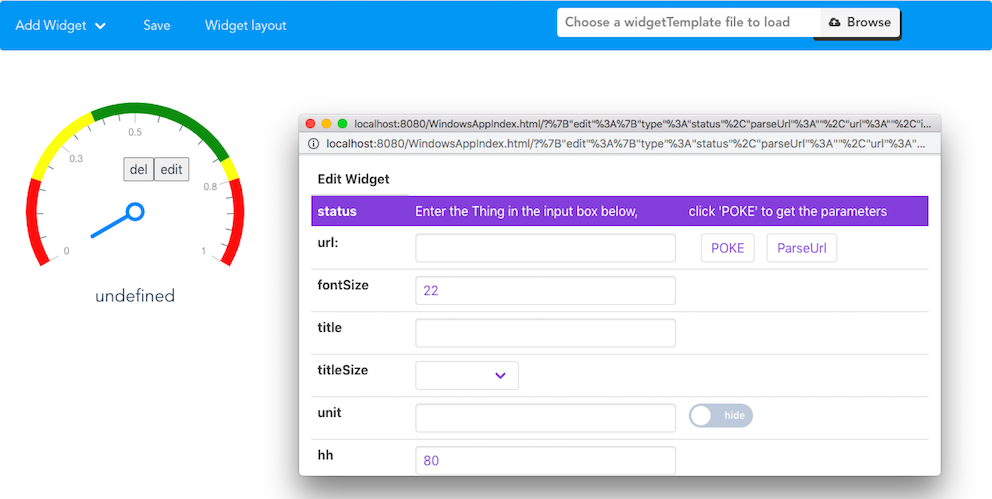 Add Widget Save Widget layout Choose a widgetTemplate file to load Browse
0.5
0.3
del edit
0.8
0 1
undefined
localhost:8080/WindowsAppIndex.html/?%7B"edit"%3A%7B"type"%3A"status"%2C"parseUrl"%3A""%2C"url"%3A""%2C"i...
localhost:8080/WindowsAppIndex.html/?%7B"edit"%3A%7B"type"%3A"status"%2C"parseUrl"%3A""%2C"url"%3A"...
Edit Widget
status Enter the Thing in the input box below, click 'POKE' to get the parameters
url: POKE ParseUrl
fontSize 22
title
titleSize
unit hide
hh 80